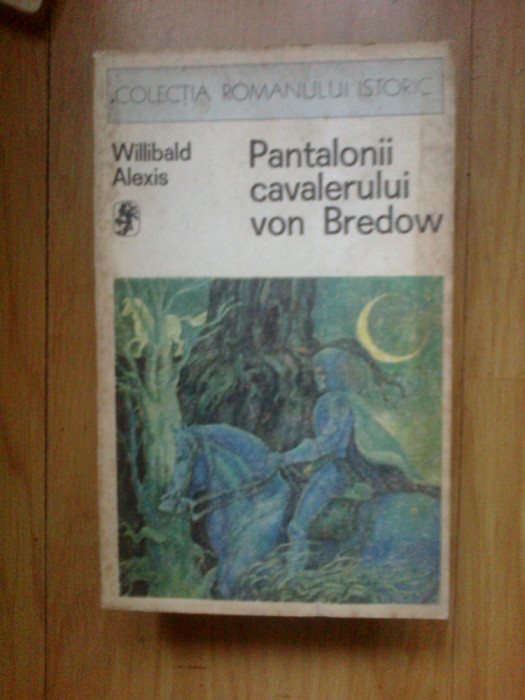 COLECȚIA ROMANULUI ISTORIC
Willibald
Alexis
Pantalonii
cavalerului
von Bredow